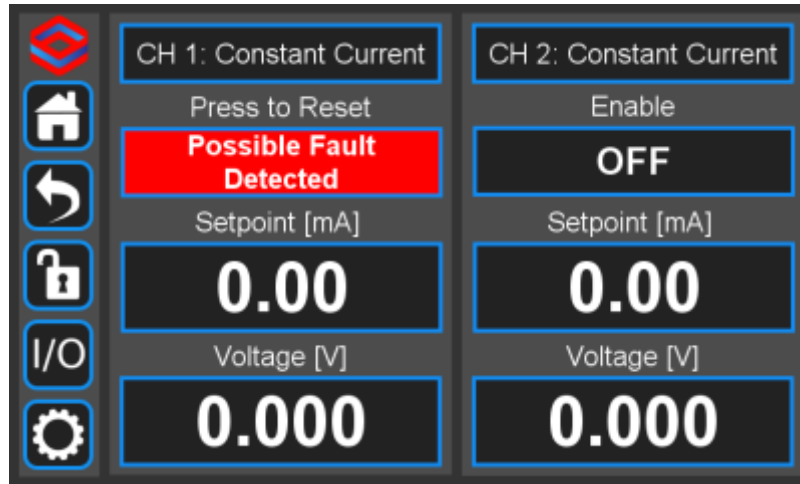 CH 1: Constant Current
Press to Reset
Possible Fault
Detected
Setpoint [mA]
0.00
Voltage [V]
0.000
CH 2: Constant Current
Enable
OFF
Setpoint [mA]
0.00
Voltage [V]
0.000
I/O